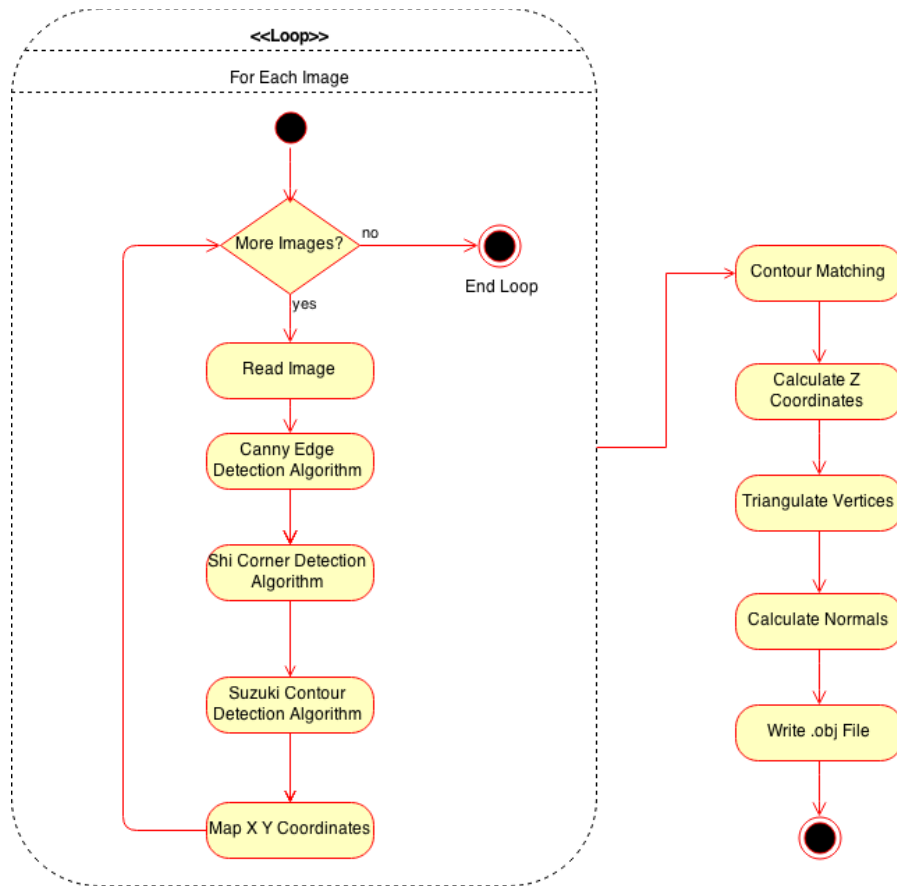 <<Loop>>
For Each Image
More Images?
no
End Loop
yes
Read Image
Canny Edge
Detection Algorithm
Shi Corner Detection
Algorithm
Suzuki Contour
Detection Algorithm
Map X Y Coordinates
Contour Matching
Calculate Z
Coordinates
Triangulate Vertices
Calculate Normals
Write .obj File